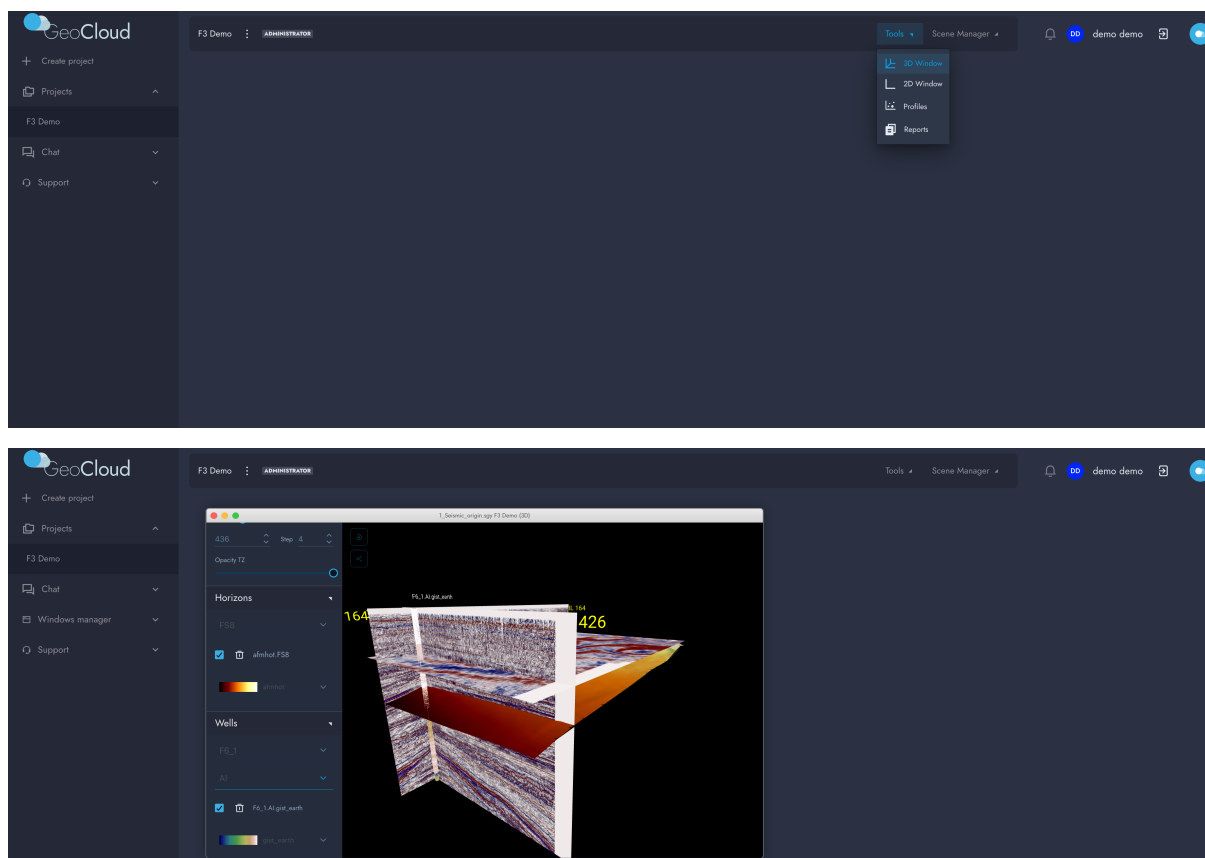 GeoCloud
F3 Demo ADMINISTRATOR Tools Scene Manager DD demo demo
Create project
Projects
F3 Demo
Chat
Support
3D Window
2D Window
Profiles
Reports
GeoCloud
F3 Demo ADMINISTRATOR Tools Scene Manager DD demo demo
Create project
Projects
F3 Demo
Chat
Windows manager
Support
1_Seismic_origin.sgy F3 Demo (3D)
436 Step 4
Opacity TZ
Horizons
FS8
afmhot.FS8
afmhot
Wells
F6_1
AI
F6_1.AI.gist_earth
gist_earth
F6_1.AI.gist_earth
164
164
426